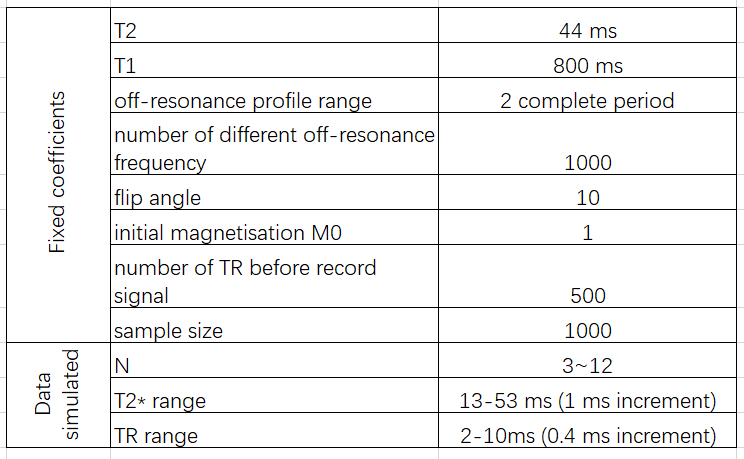 Fixed coefficients
T2 44 ms
T1 800 ms
off-resonance profile range 2 complete period
number of different off-resonance
frequency 1000
flip angle 10
initial magnetisation M0 1
number of TR before record
signal 500
sample size 1000
Data
simulated
N 3~12
T2* range 13-53 ms (1 ms increment)
TR range 2-10ms (0.4 ms increment)